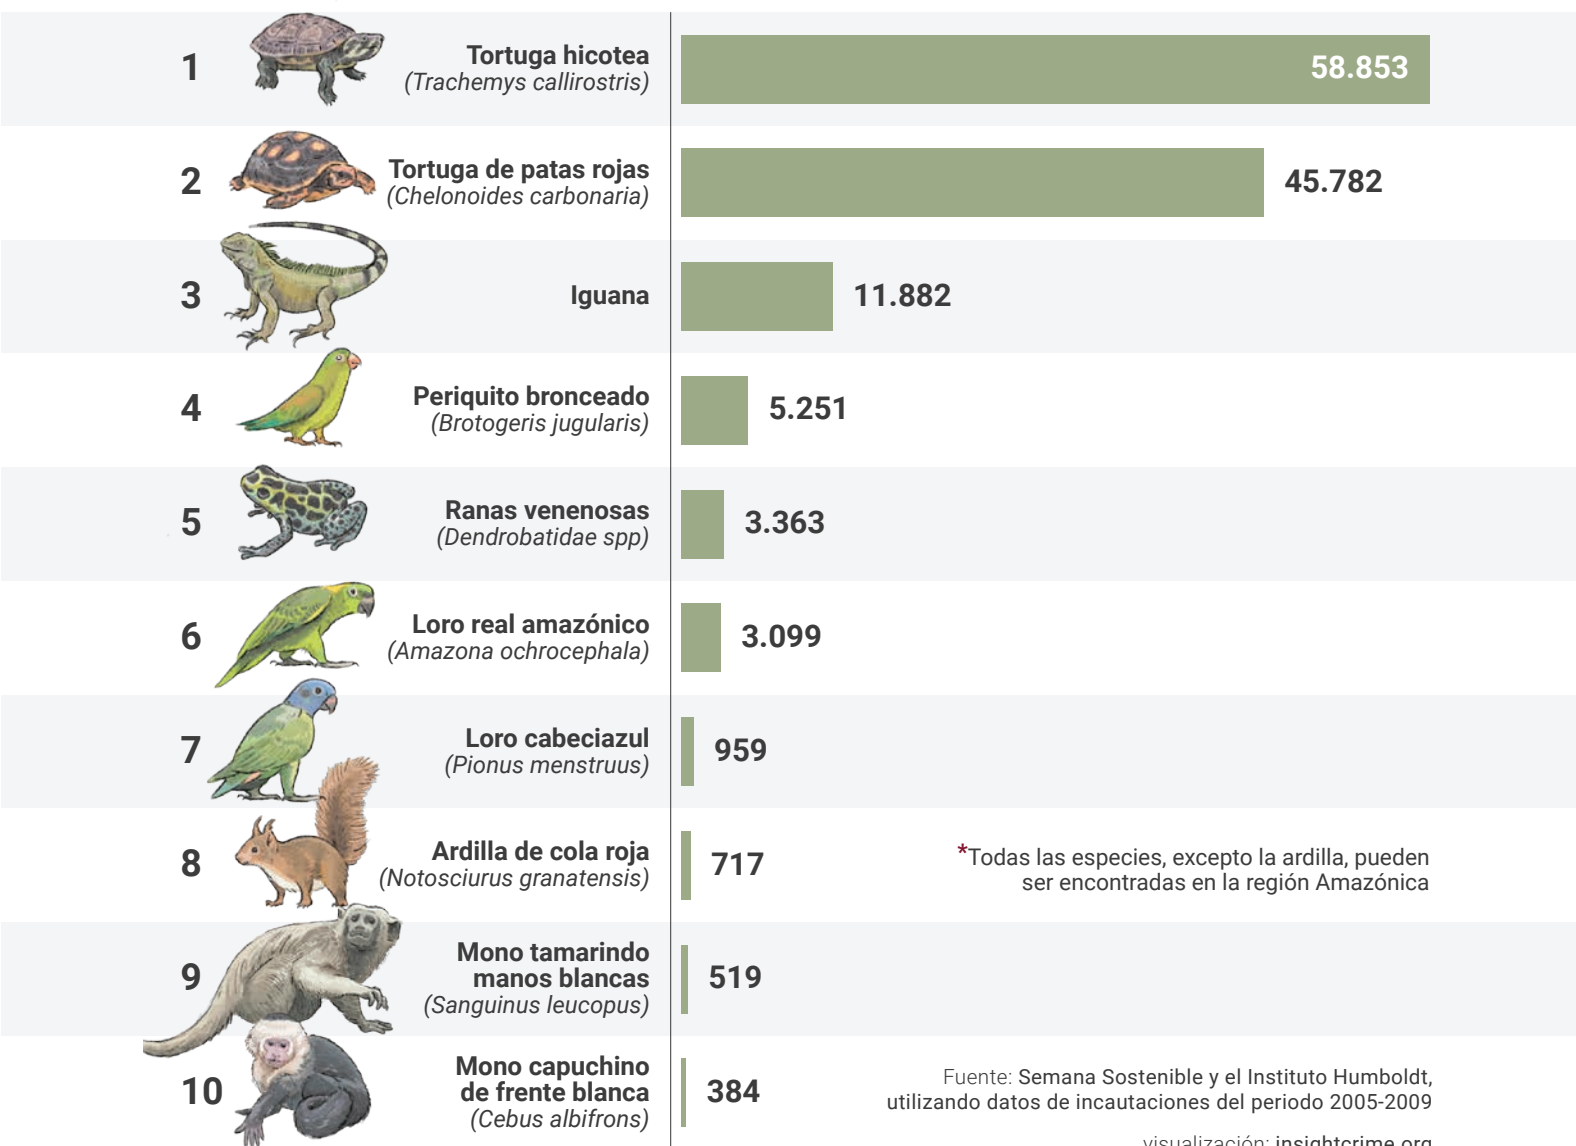 1
Tortuga hicotea
(Trachemys callirostris)
58.853
2
Tortuga de patas rojas
(Chelonoides carbonaria)
45.782
3
Iguana
11.882
4
Periquito bronceado
(Brotogeris jugularis)
5.251
5
Ranas venenosas
(Dendrobatidae spp)
3.363
6
Loro real amazónico
(Amazona ochrocephala)
3.099
7
Loro cabeciazul
(Pionus menstruus)
959
8
Ardilla de cola roja
(Notosciurus granatensis)
717
*Todas las especies, excepto la ardilla, pueden
ser encontradas en la región Amazónica
9
Mono tamarindo
manos blancas
(Sanguinus leucopus)
519
10
Mono capuchino
de frente blanca
(Cebus albifrons)
384
Fuente: Semana Sostenible y el Instituto Humboldt,
utilizando datos de incautaciones del periodo 2005-2009
visualización: insightcrime.org